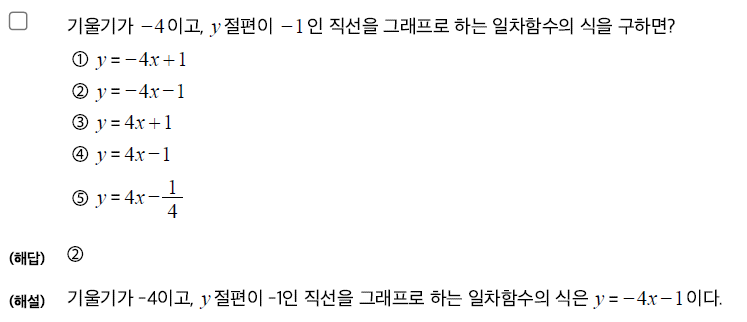 기울기가 −4이고, y절편이 −1인 직선을 그래프로 하는 일차함수의 식을 구하면?
① y=−4x+1
② y=−4x−1
③ y=4x+1
④ y=4x−1
⑤ y=4x−1/4
(해답) ②
(해설) 기울기가 -4이고, y절편이 -1인 직선을 그래프로 하는 일차함수의 식은 y=−4x−1이다.